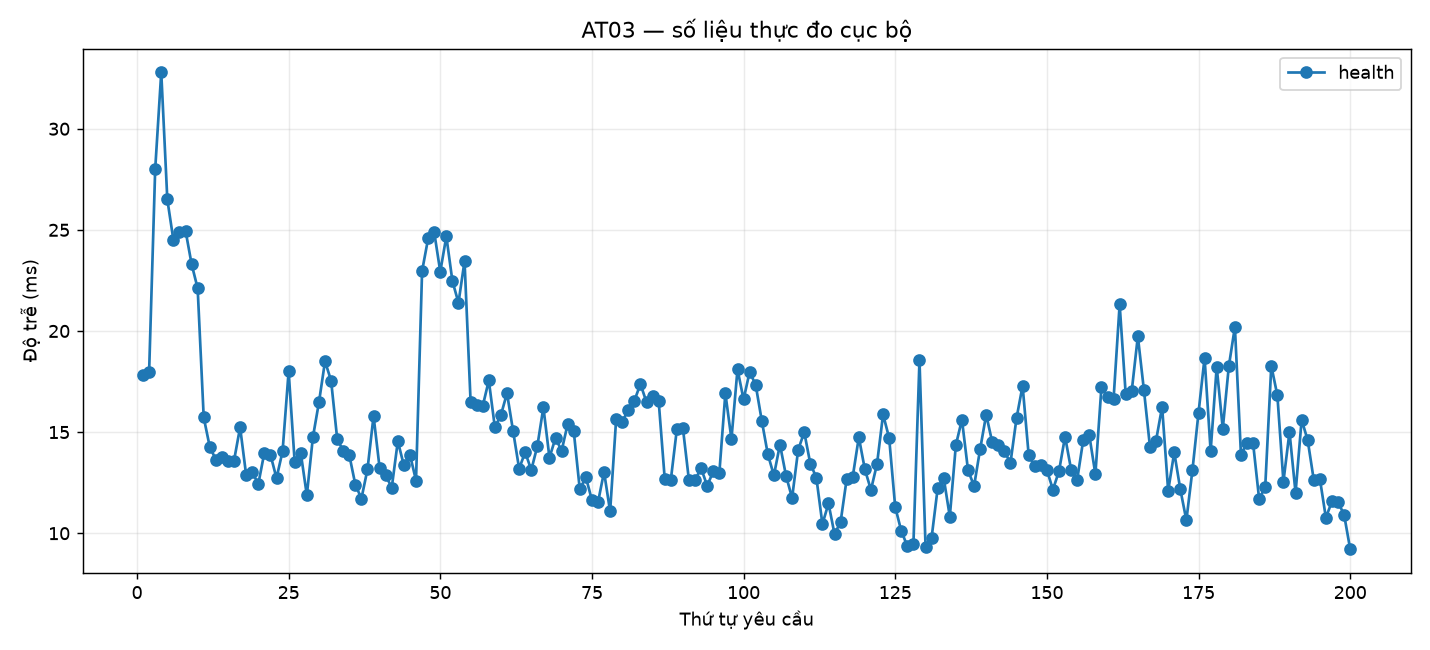 AT03 — số liệu thực đo cục bộ
health
Độ trễ (ms)
30
25
20
15
10
0 25 50 75 100 125 150 175 200
Thứ tự yêu cầu